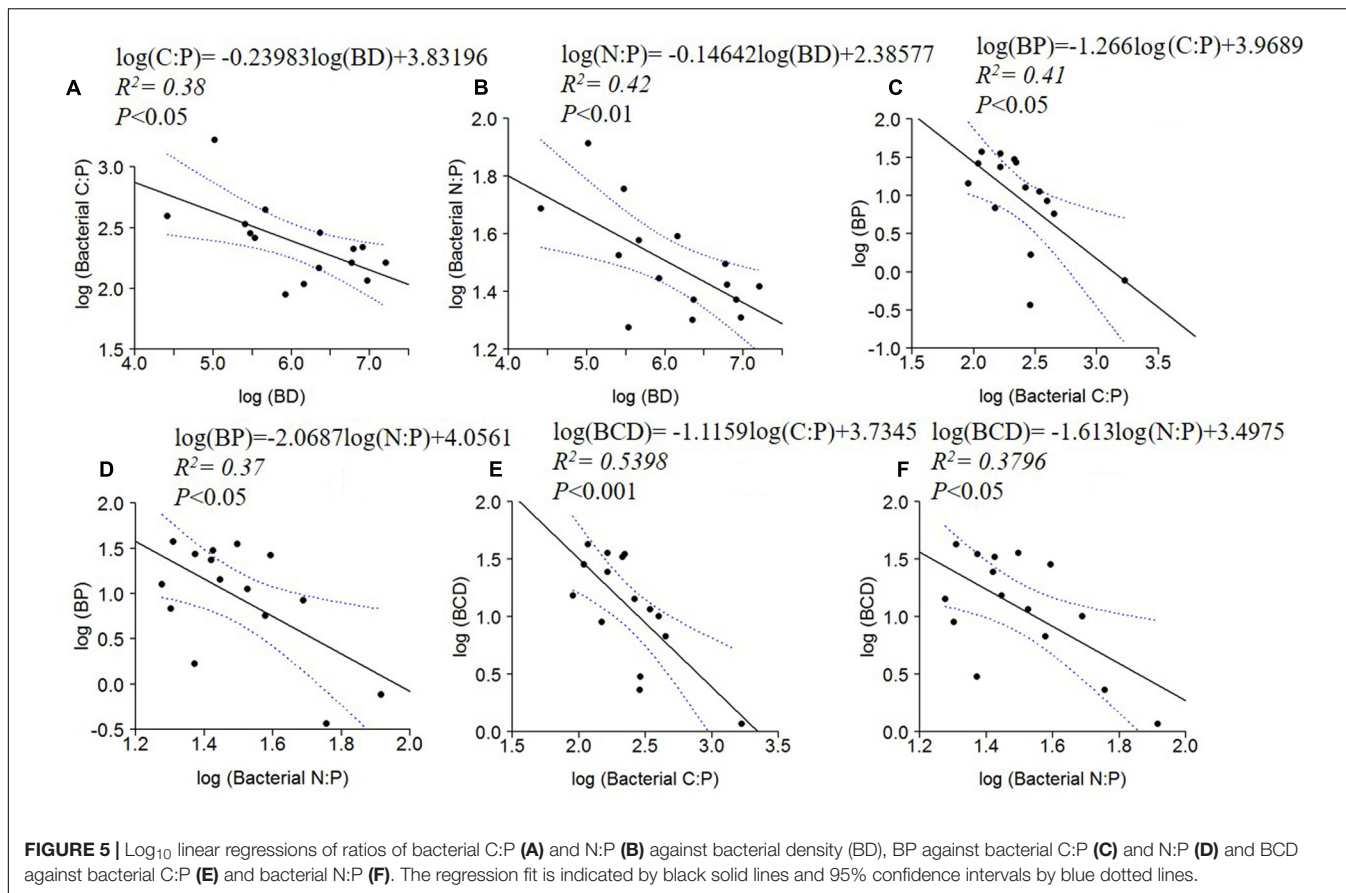 log(C:P)= -0.23983log(BD)+3.83196
R²= 0.38
P<0.05
A
log (Bacterial C:P)
3.0
2.5
2.0
1.5
4.0 5.0 6.0 7.0
log (BD)
log(N:P)= -0.14642log(BD)+2.38577
R²= 0.42
P<0.01
B
log (Bacterial N:P)
2.0
1.8
1.6
1.4
1.2
4.0 5.0 6.0 7.0
log (BD)
log(BP)=-1.266log(C:P)+3.9689
R²= 0.41
P<0.05
C
log (BP)
2.0
1.5
1.0
0.5
0.0
-0.5
-1.0
1.5 2.0 2.5 3.0 3.5
log (Bacterial C:P)
log(BP)=-2.0687log(N:P)+4.0561
R²= 0.37
P<0.05
D
log (BP)
2.0
1.5
1.0
0.5
0.0
-0.5
1.2 1.4 1.6 1.8 2.0
log (Bacterial N:P)
log(BCD)= -1.1159log(C:P)+3.7345
R²= 0.5398
P<0.001
E
log (BCD)
2.0
1.5
1.0
0.5
0.0
1.5 2.0 2.5 3.0 3.5
log (Bacterial C:P)
log(BCD)= -1.613log(N:P)+3.4975
R²= 0.3796
P<0.05
F
log (BCD)
2.0
1.5
1.0
0.5
0.0
1.2 1.4 1.6 1.8 2.0
log (Bacterial N:P)
FIGURE 5 | Log₁₀ linear regressions of ratios of bacterial C:P (A) and N:P (B) against bacterial density (BD), BP against bacterial C:P (C) and N:P (D) and BCD
against bacterial C:P (E) and bacterial N:P (F). The regression fit is indicated by black solid lines and 95% confidence intervals by blue dotted lines.